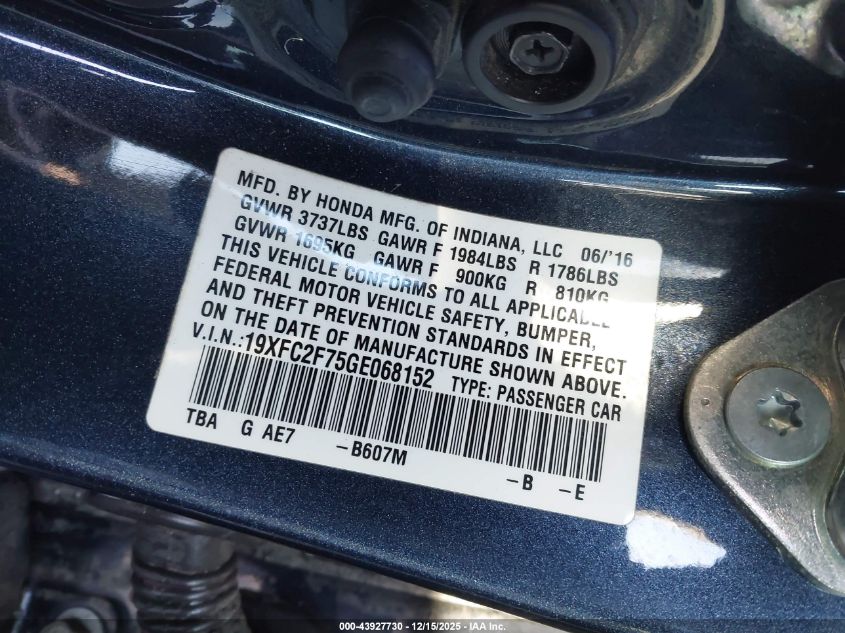 MFD. BY HONDA MFG. OF INDIANA, LLC 06/'16
GVWR 3737LBS GAWR F 1984LBS R 1786LBS
GVWR 1695KG GAWR F 900KG R 810KG
THIS VEHICLE CONFORMS TO ALL APPLICABLE
FEDERAL MOTOR VEHICLE SAFETY, BUMPER,
AND THEFT PREVENTION STANDARDS IN EFFECT
ON THE DATE OF MANUFACTURE SHOWN ABOVE.
V.I.N.:19XFC2F75GE068152 TYPE: PASSENGER CAR
TBA G AE7 -B607M -B -E
000-43927730 - 12/15/2025 - IAA Inc.